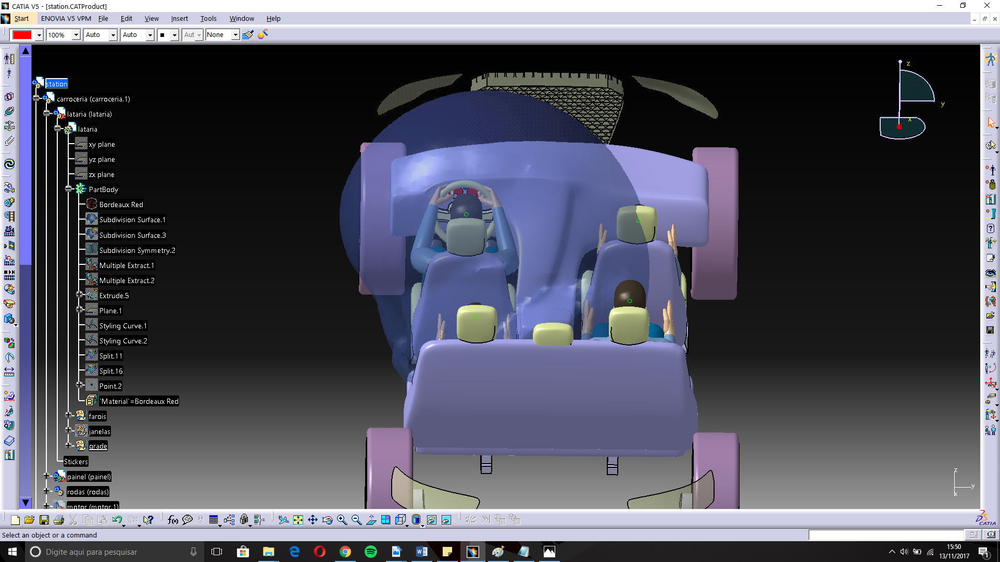 CATIA V5 - [station.CATProduct]
Start ENOVIA V5 VPM File Edit View Insert Tools Window Help
100% Auto Auto Aut None
station
carroceria (carroceria.1)
lataria (lataria)
lataria
xy plane
yz plane
zx plane
PartBody
Bordeaux Red
Subdivision Surface.1
Subdivision Surface.3
Subdivision Symmetry.2
Multiple Extract.1
Multiple Extract.2
Extrude.5
Plane.1
Styling Curve.1
Styling Curve.2
Split.11
Split.16
Point.2
`Material`=Bordeaux Red
farois
janelas
grade
Stickers
painel (painel)
rodas (rodas)
motor (motor.1)
z
y
x
z
y
x
f(x)
CATIA
Select an object or a command
Digite aqui para pesquisar
15:50
13/11/2017
1